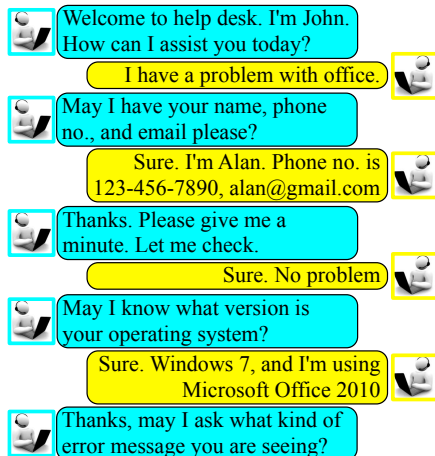 Welcome to help desk. I'm John.
How can I assist you today?
I have a problem with office.
May I have your name, phone
no., and email please?
Sure. I'm Alan. Phone no. is
123-456-7890, alan@gmail.com
Thanks. Please give me a
minute. Let me check.
Sure. No problem
May I know what version is
your operating system?
Sure. Windows 7, and I'm using
Microsoft Office 2010
Thanks, may I ask what kind of
error message you are seeing?